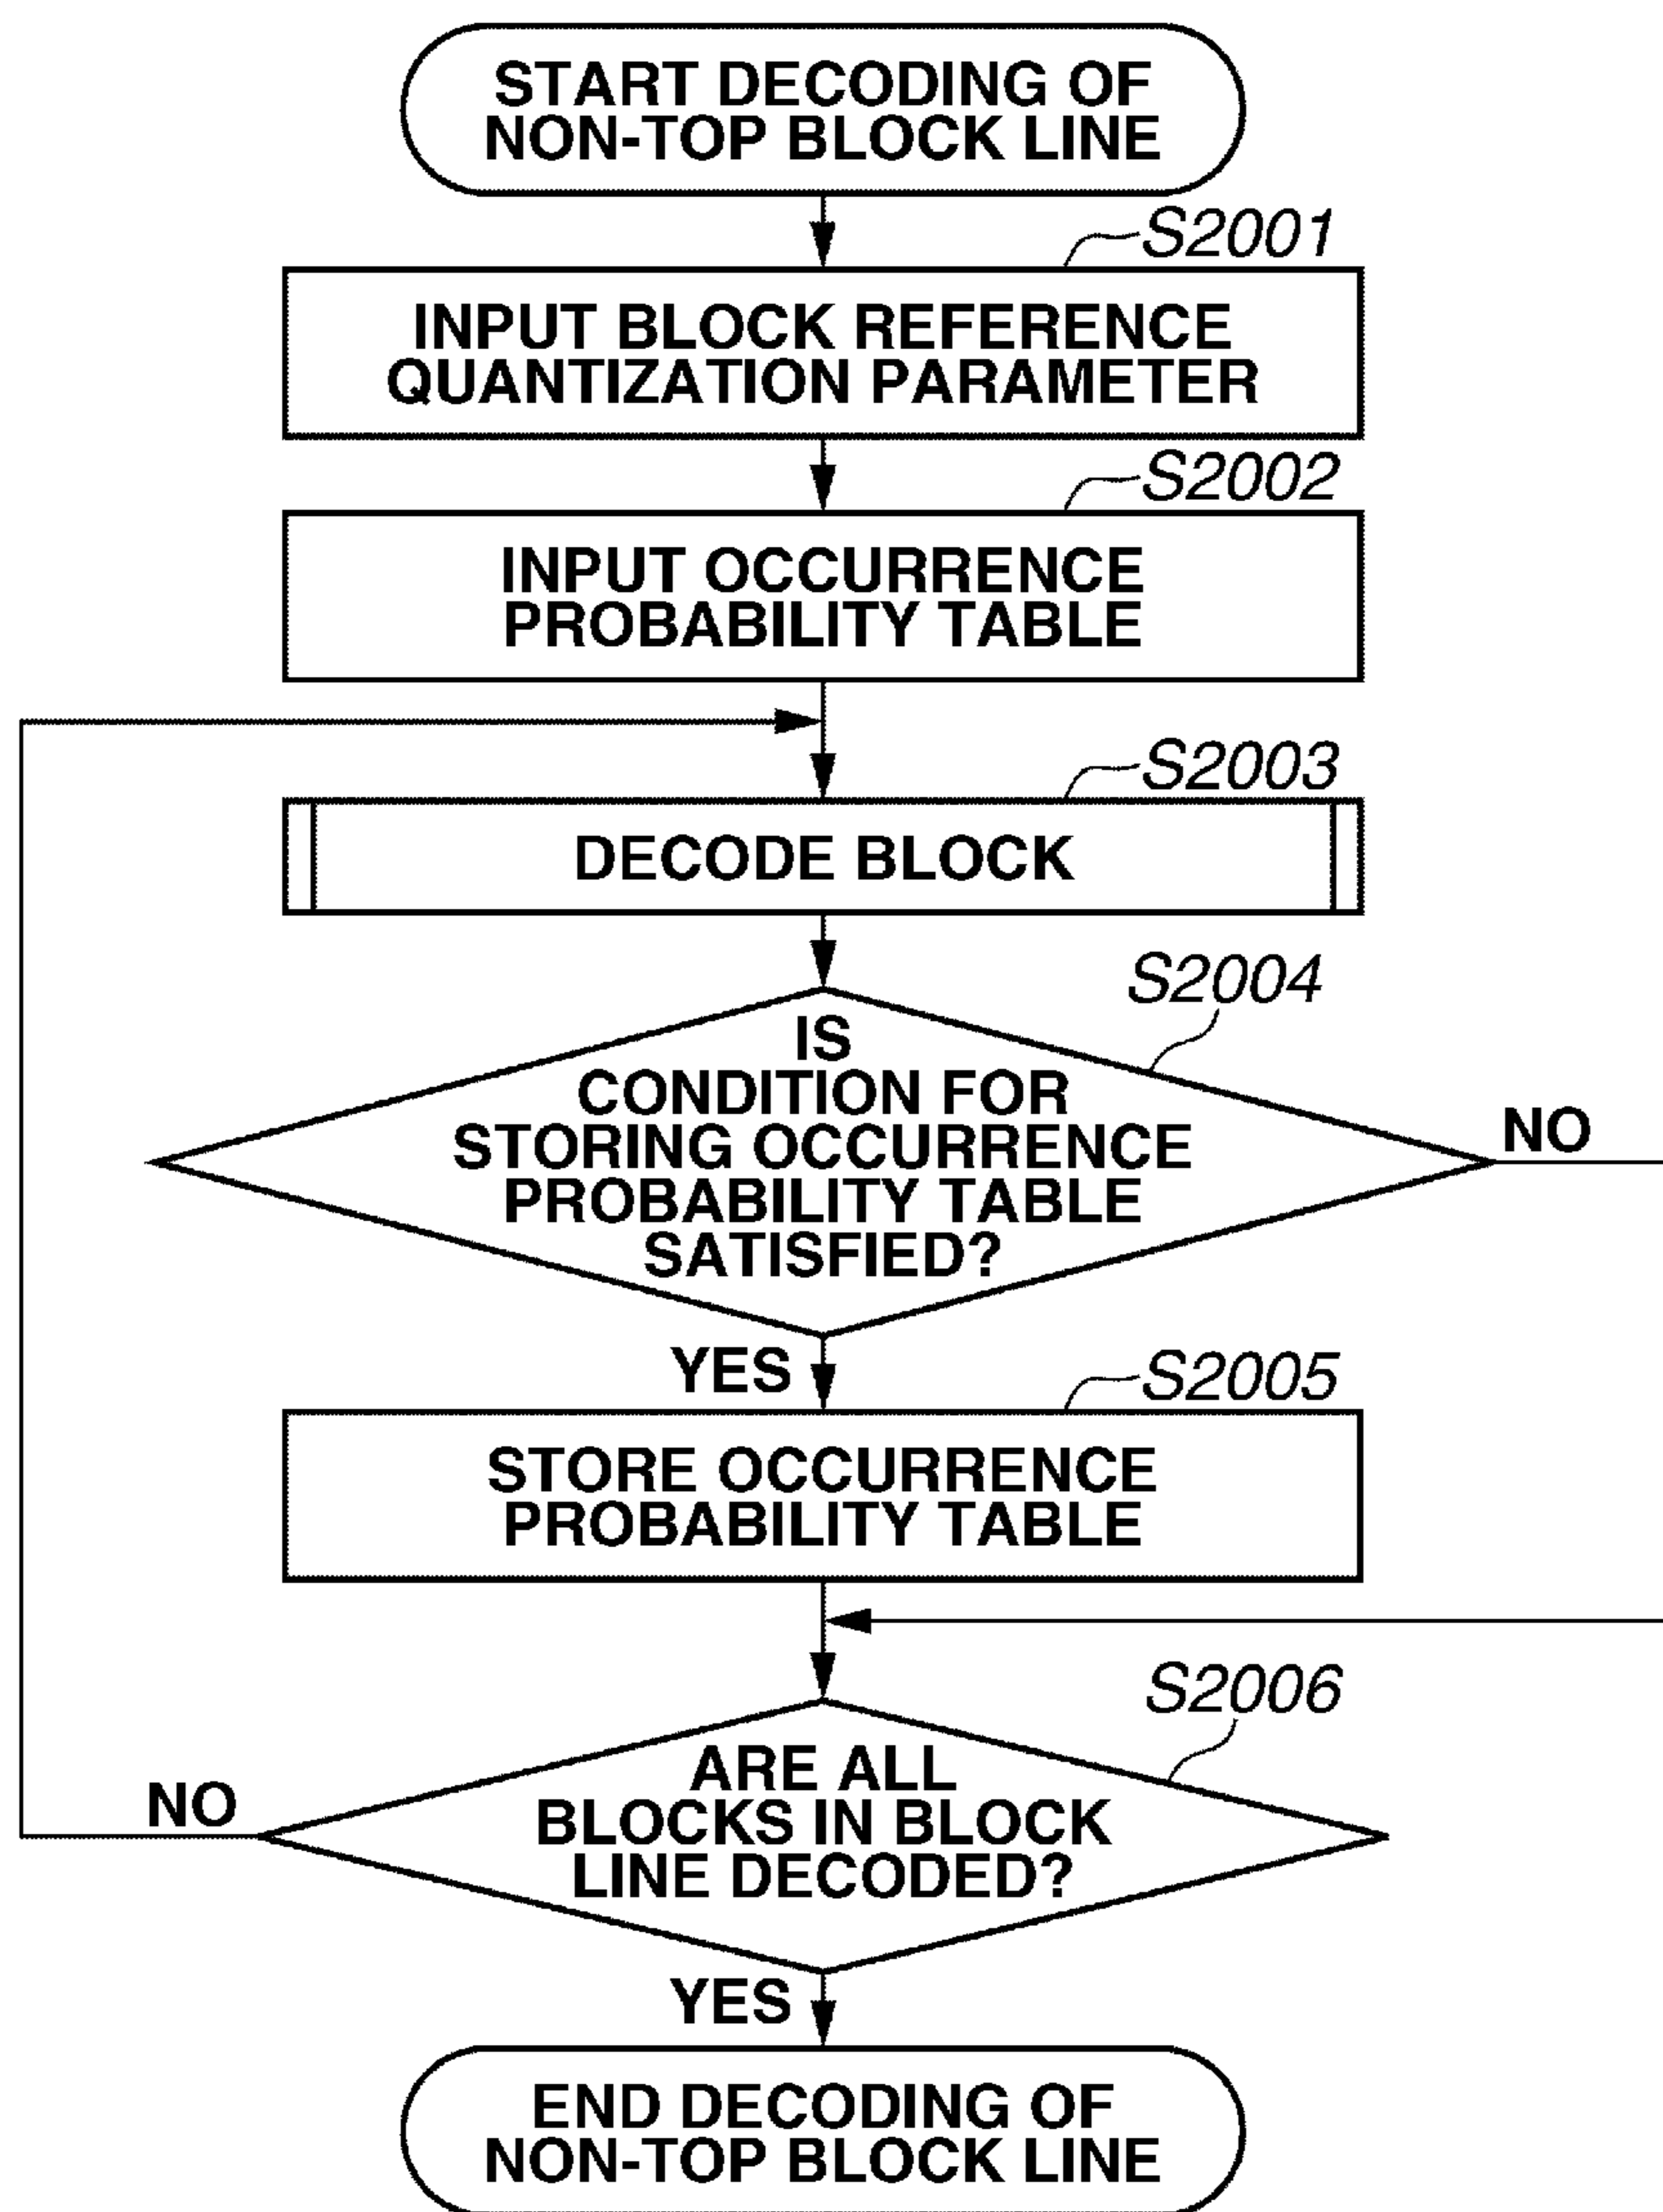 START DECODING OF
NON-TOP BLOCK LINE
S2001
INPUT BLOCK REFERENCE
QUANTIZATION PARAMETER
S2002
INPUT OCCURRENCE
PROBABILITY TABLE
S2003
DECODE BLOCK
S2004
IS
CONDITION FOR
STORING OCCURRENCE
PROBABILITY TABLE
SATISFIED?
NO
YES
S2005
STORE OCCURRENCE
PROBABILITY TABLE
S2006
ARE ALL
BLOCKS IN BLOCK
LINE DECODED?
NO
YES
END DECODING OF
NON-TOP BLOCK LINE